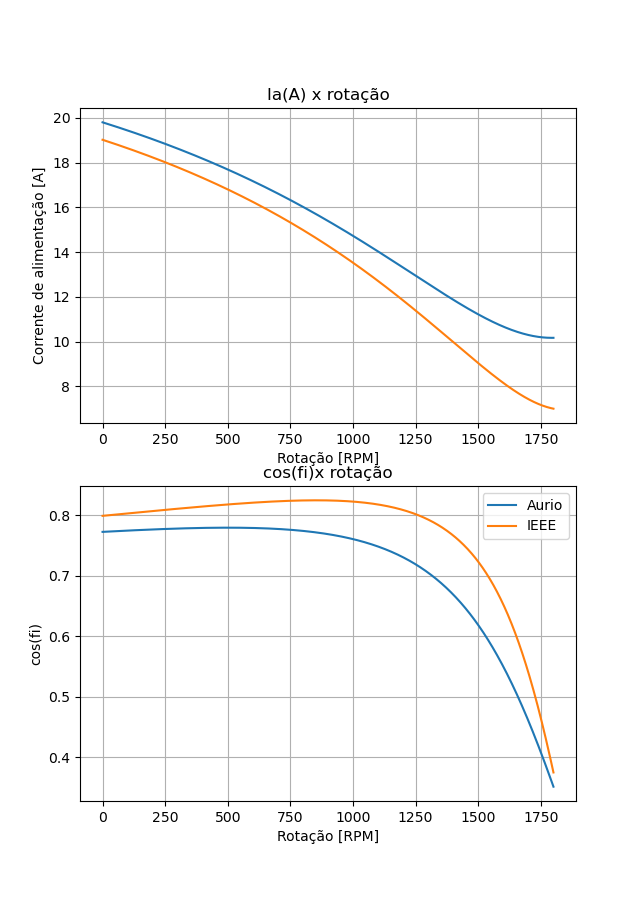 Ia(A) x rotação
Corrente de alimentação [A]
20
18
16
14
12
10
8
0 250 500 750 1000 1250 1500 1750
Rotação [RPM]
cos(fi)x rotação
cos(fi)
0.8
0.7
0.6
0.5
0.4
Aurio
IEEE
0 250 500 750 1000 1250 1500 1750
Rotação [RPM]